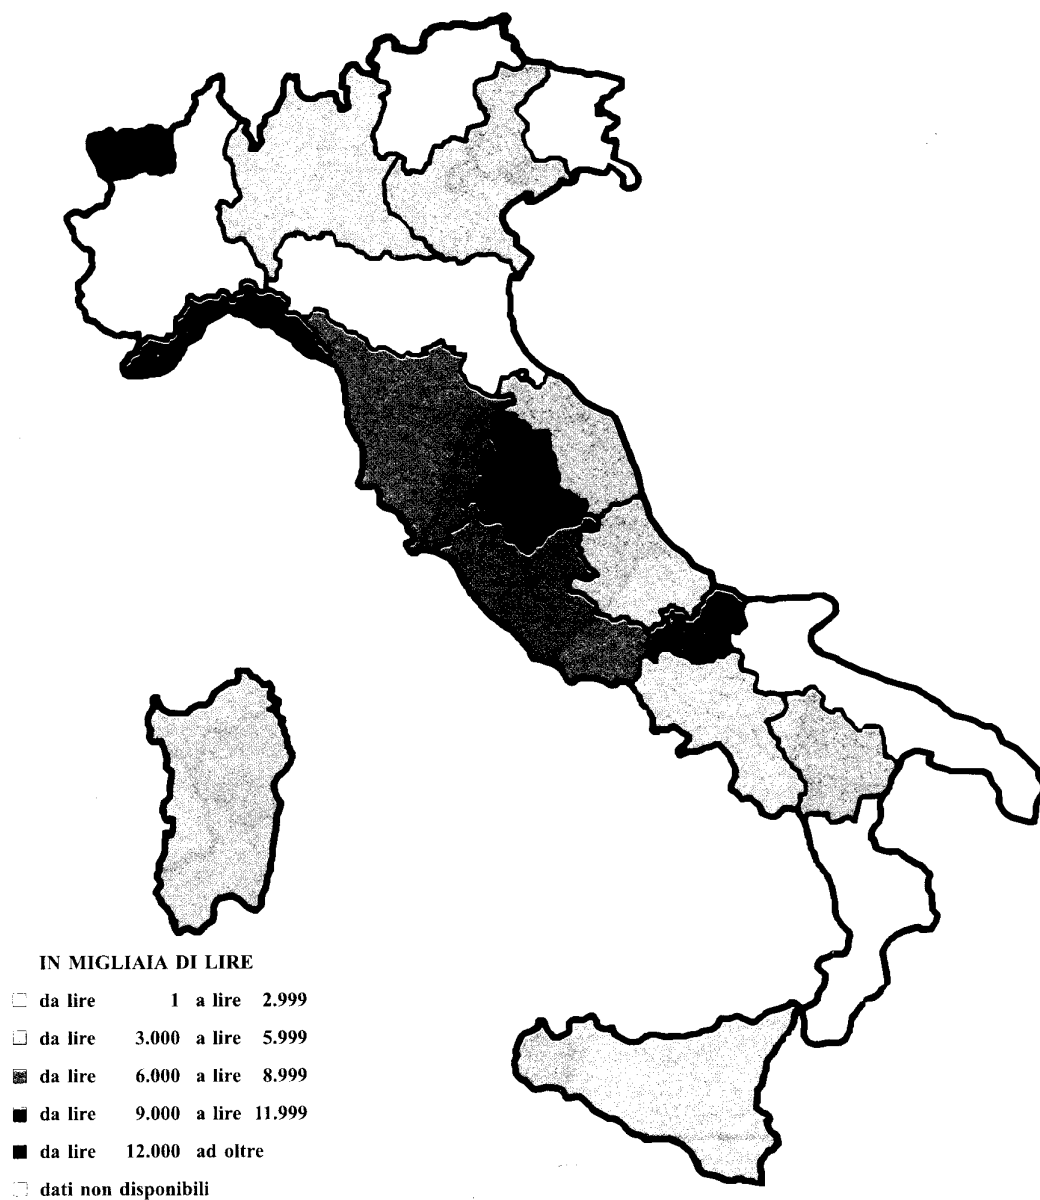 IN MIGLIAIA DI LIRE
da lire 1 a lire 2.999
da lire 3.000 a lire 5.999
da lire 6.000 a lire 8.999
da lire 9.000 a lire 11.999
da lire 12.000 ad oltre
dati non disponibili